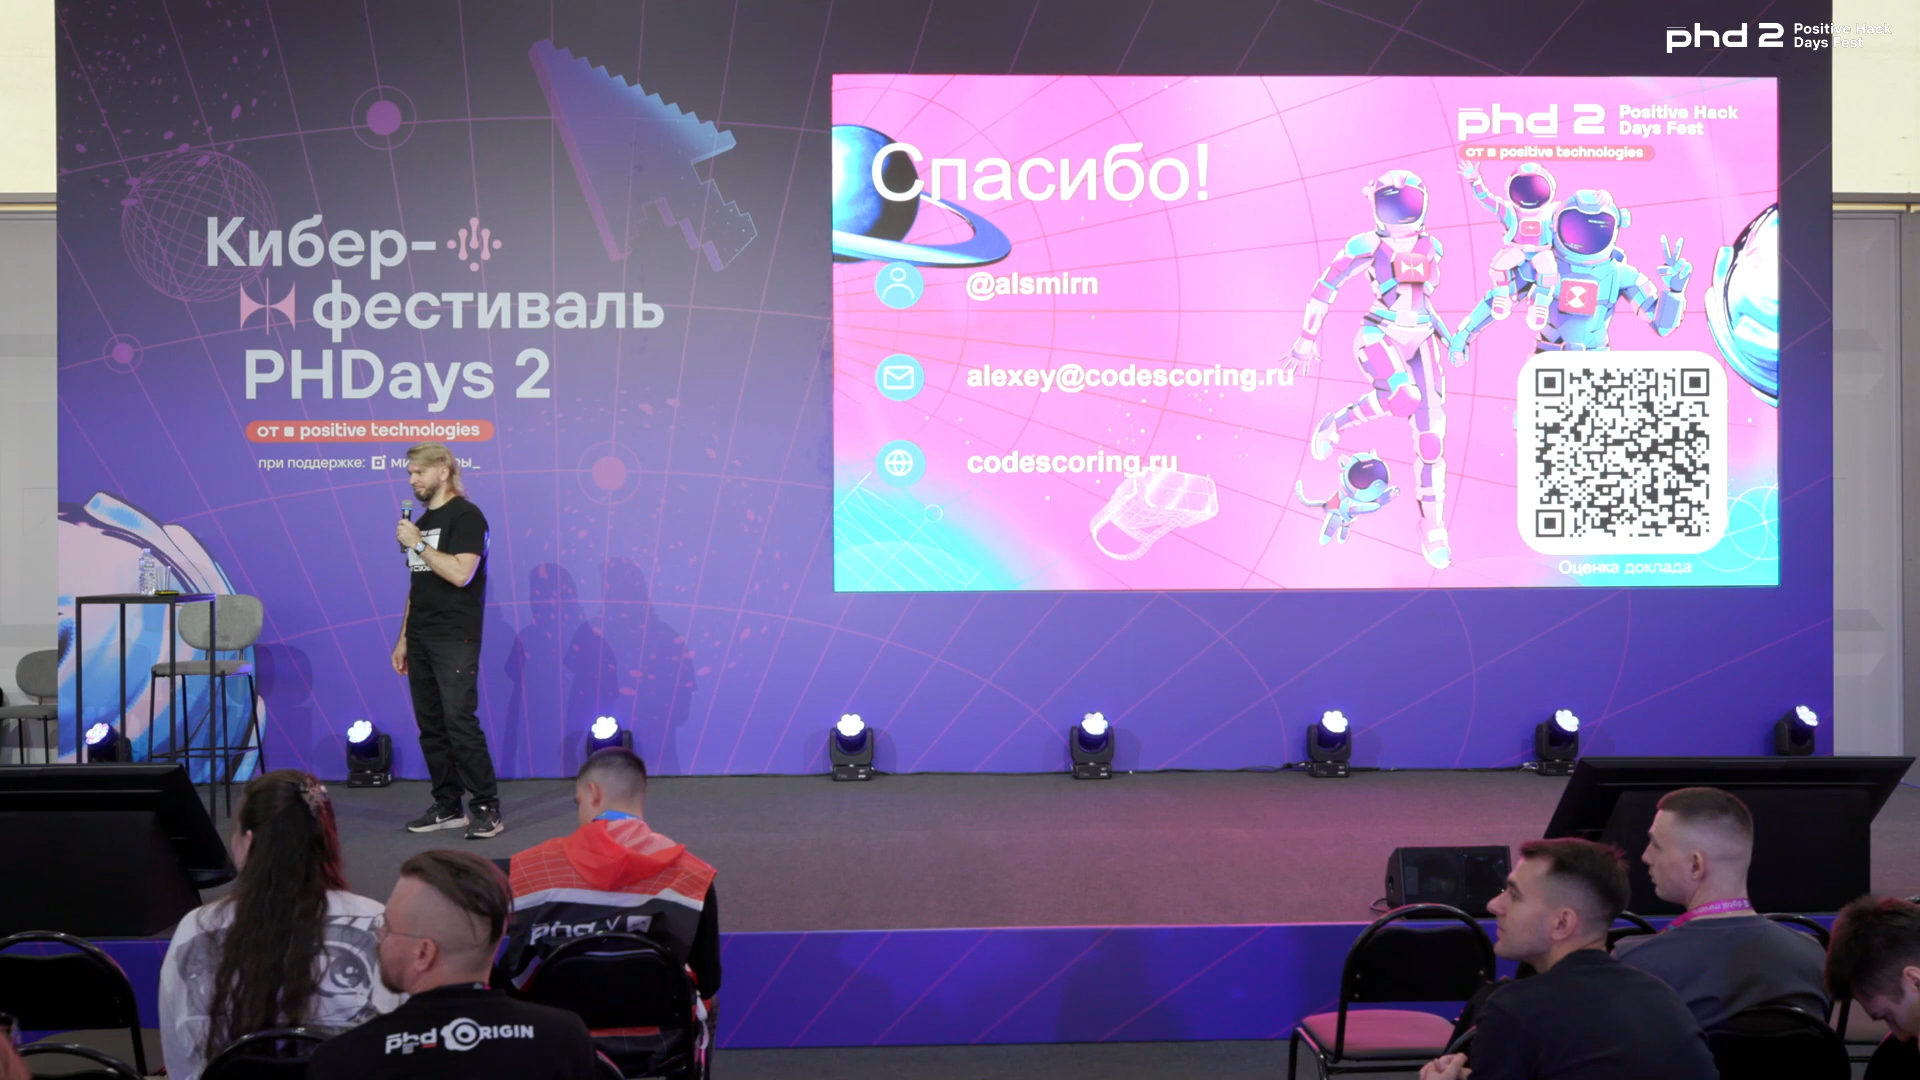 phd 2 Positive Hack
Days Fest
Кибер-
фестиваль
PHDays 2
от positive technologies
при поддержке:
phd 2 Positive Hack
Days Fest
от positive technologies
Спасибо!
@alsmirn
alexey@codescoring.ru
codescoring.ru
Оценка доклада
phd
phd ORIGIN